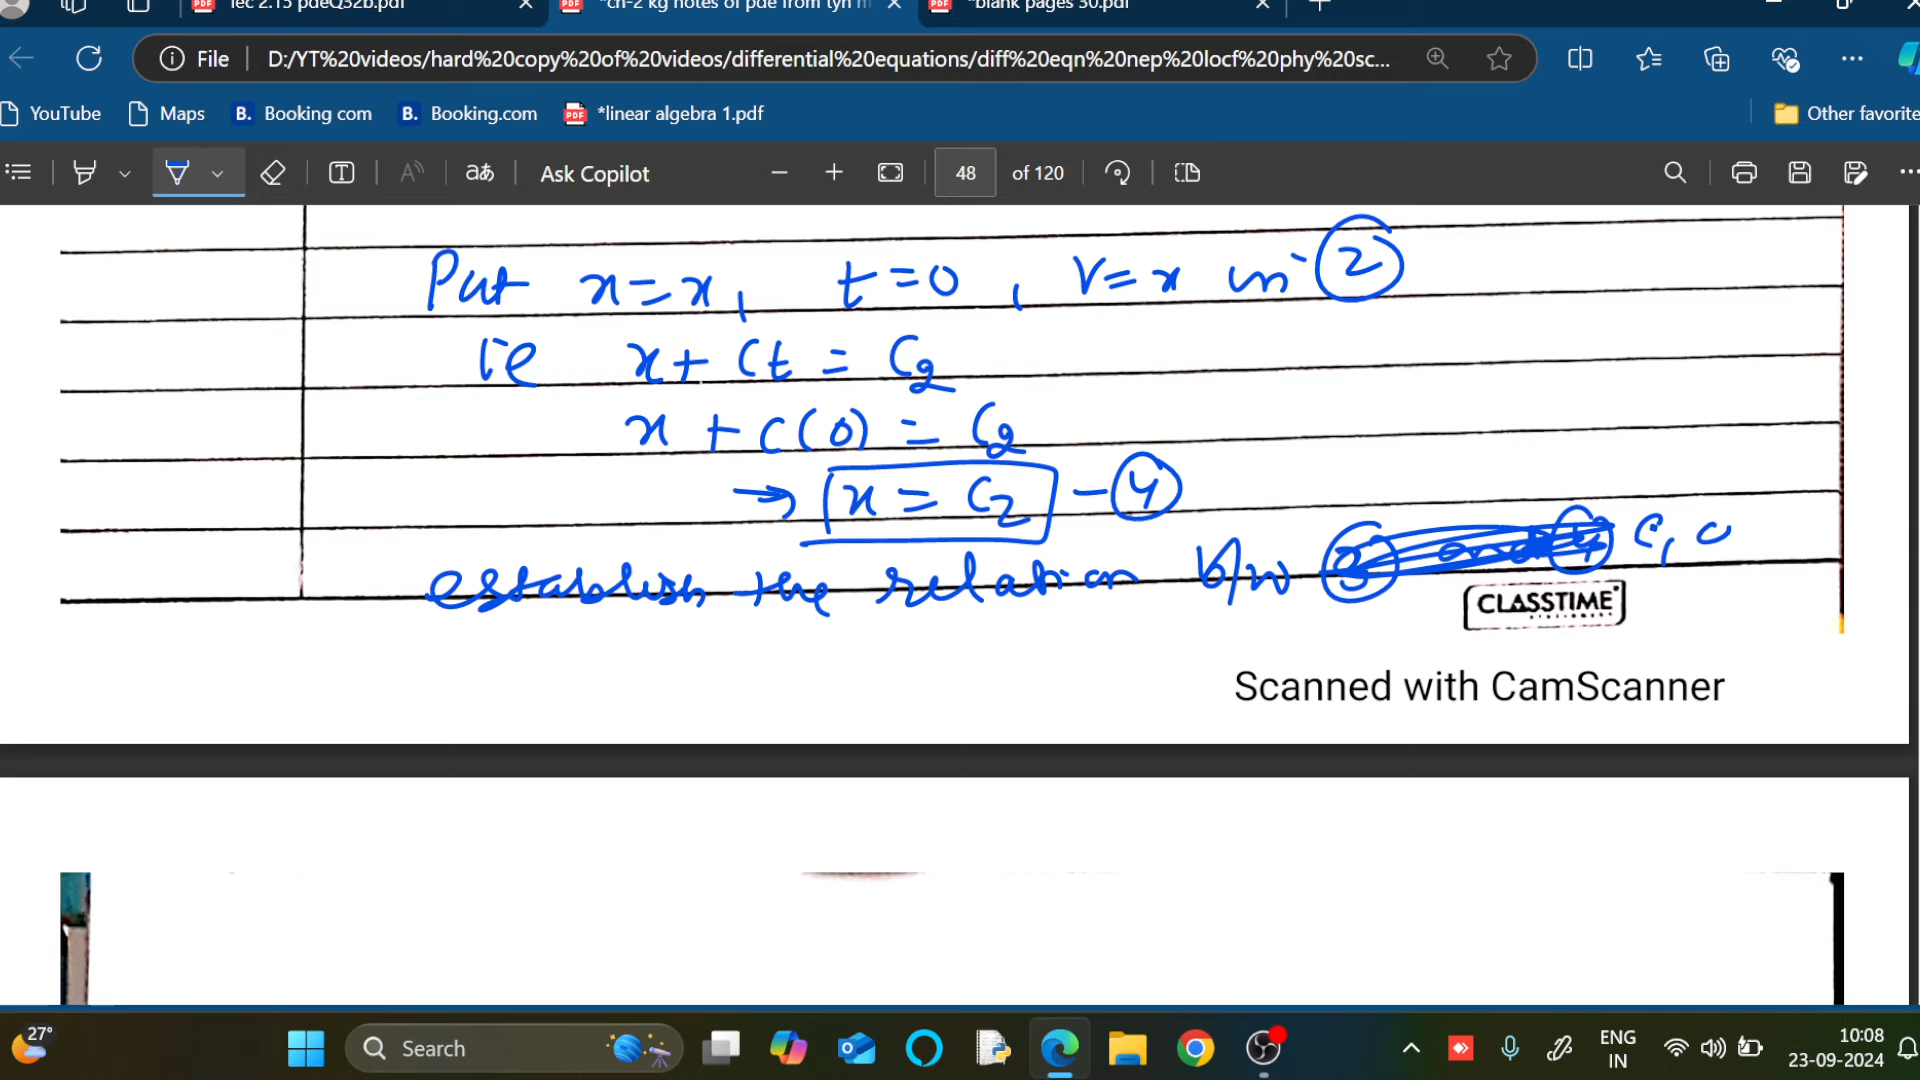 lec 2.15 pdeQ32b.pdf
*ch-2 kg notes of pde from tyn m
*blank pages 30.pdf
File
D:/YT%20videos/hard%20copy%20of%20videos/differential%20equations/diff%20eqn%20nep%20locf%20phy%20sc...
YouTube
Maps
B. Booking.com
B. Booking.com
PDF *linear algebra 1.pdf
Other favorite
Ask Copilot
48 of 120
Put x=x, t=0, V=x in ②
ie x + ct = C2
x + c(0) = C2
→ x = C2 - ④
establish the relation b/w C, C
CLASSTIME
STATIONERY
Scanned with CamScanner
27°
Search
ENG
IN
10:08
23-09-2024